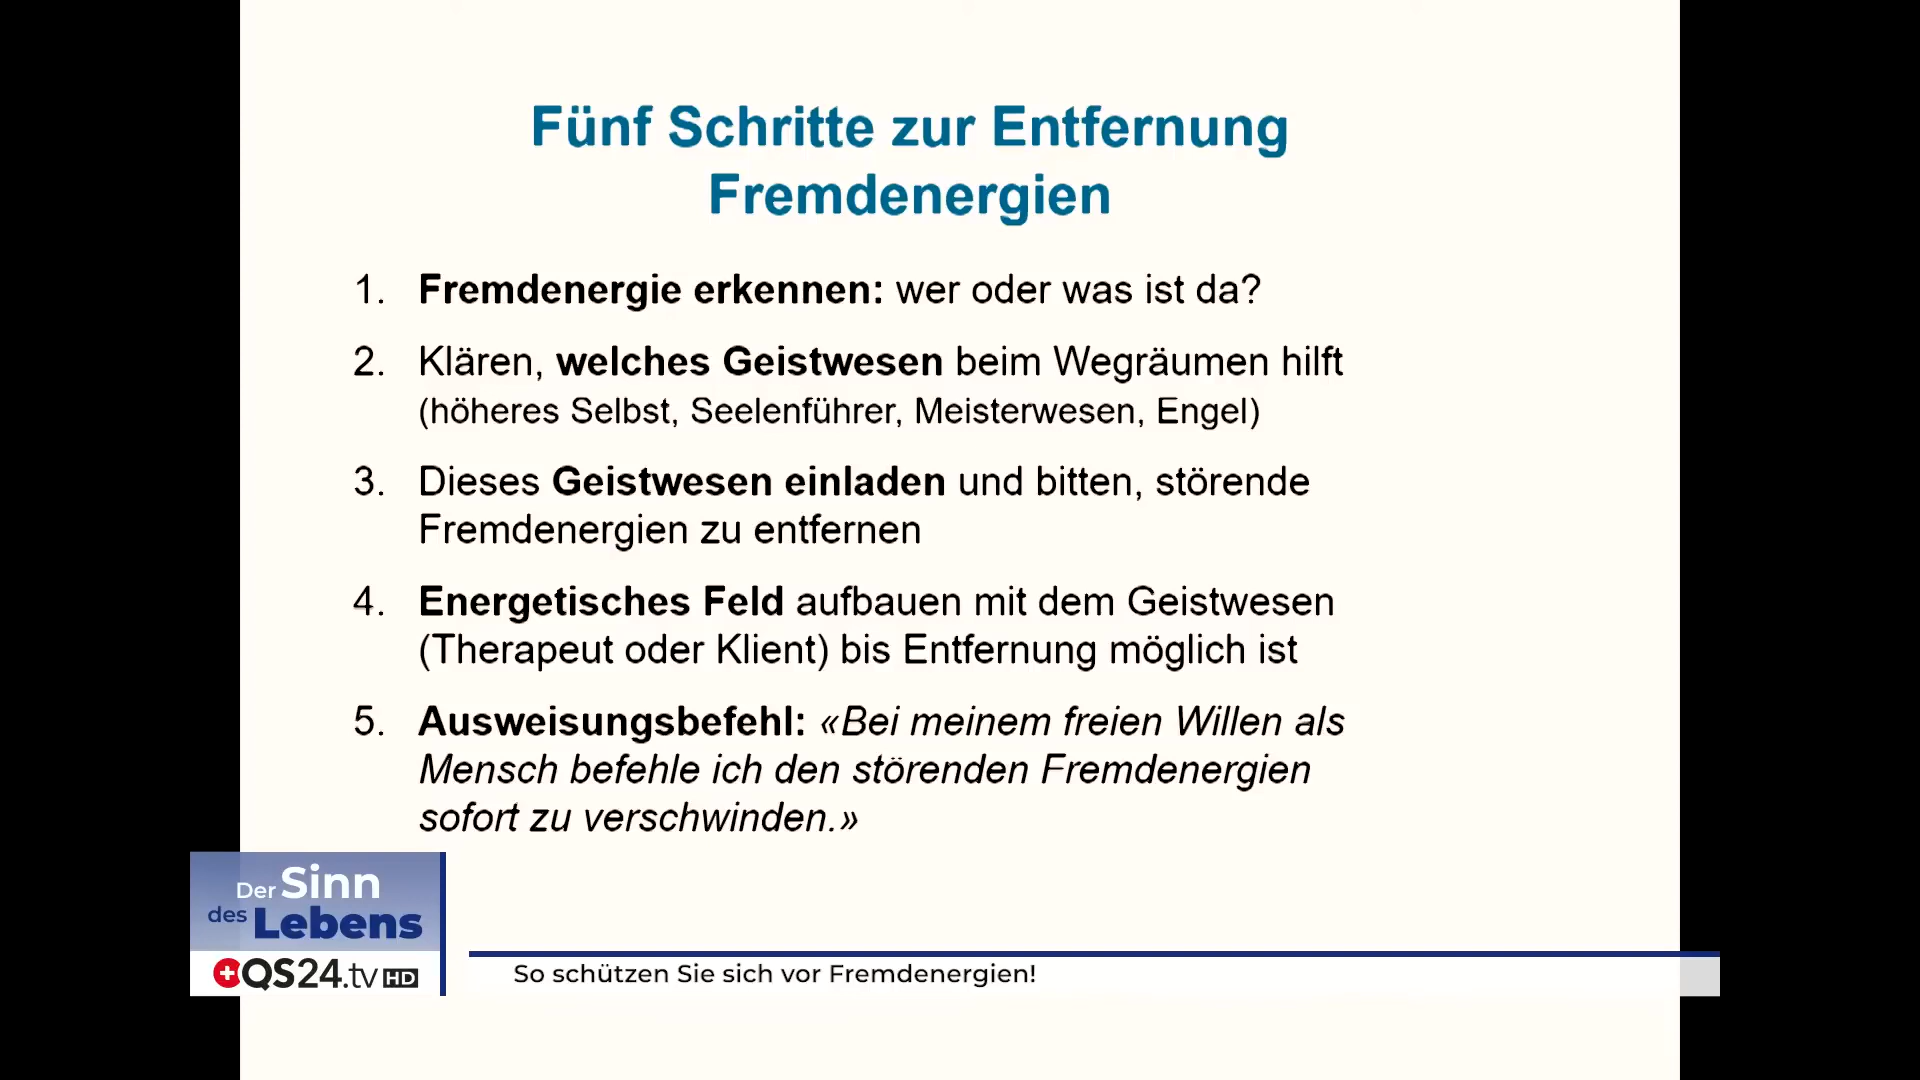 Fünf Schritte zur Entfernung
Fremdenergien
1. Fremdenergie erkennen: wer oder was ist da?
2. Klären, welches Geistwesen beim Wegräumen hilft
(höheres Selbst, Seelenführer, Meisterwesen, Engel)
3. Dieses Geistwesen einladen und bitten, störende
Fremdenergien zu entfernen
4. Energetisches Feld aufbauen mit dem Geistwesen
(Therapeut oder Klient) bis Entfernung möglich ist
5. Ausweisungsbefehl: «Bei meinem freien Willen als
Mensch befehle ich den störenden Fremdenergien
sofort zu verschwinden.»
Der Sinn
des Lebens
QS24.tv HD
So schützen Sie sich vor Fremdenergien!